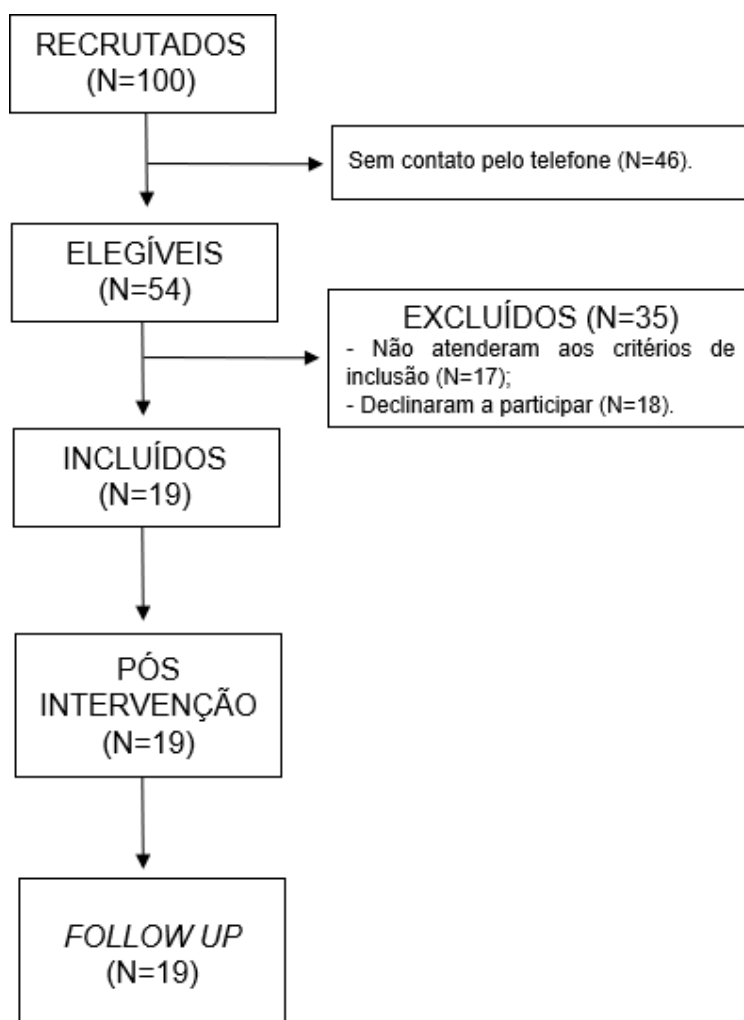 RECRUTADOS
(N=100)
Sem contato pelo telefone (N=46).
ELEGÍVEIS
(N=54)
EXCLUÍDOS (N=35)
- Não atenderam aos critérios de
inclusão (N=17);
- Declinaram a participar (N=18).
INCLUÍDOS
(N=19)
PÓS
INTERVENÇÃO
(N=19)
FOLLOW UP
(N=19)